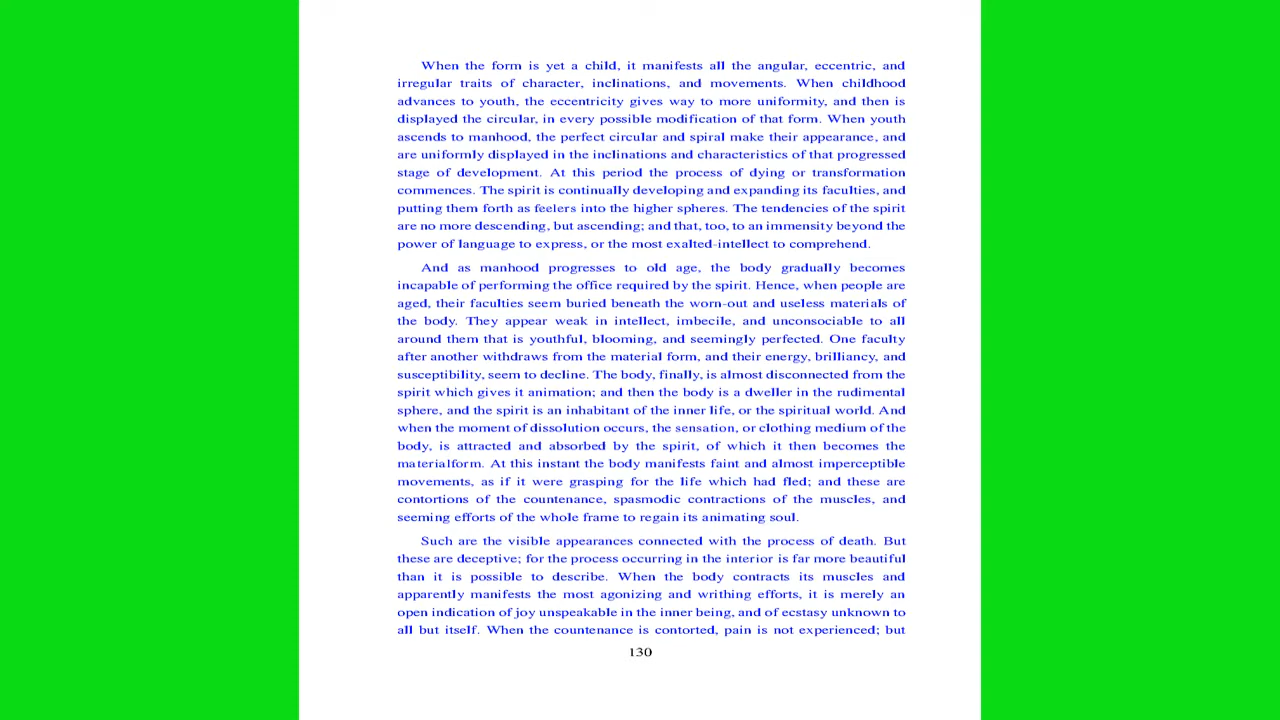 When the form is yet a child, it manifests all the angular, eccentric, and
irregular traits of character, inclinations, and movements. When childhood
advances to youth, the eccentricity gives way to more uniformity, and then is
displayed the circular, in every possible modification of that form. When youth
ascends to manhood, the perfect circular and spiral make their appearance, and
are uniformly displayed in the inclinations and characteristics of that progressed
stage of development. At this period the process of dying or transformation
commences. The spirit is continually developing and expanding its faculties, and
putting them forth as feelers into the higher spheres. The tendencies of the spirit
are no more descending, but ascending; and that, too, to an immensity beyond the
power of language to express, or the most exalted-intellect to comprehend.
And as manhood progresses to old age, the body gradually becomes
incapable of performing the office required by the spirit. Hence, when people are
aged, their faculties seem buried beneath the worn-out and useless materials of
the body. They appear weak in intellect, imbecile, and unconsociable to all
around them that is youthful, blooming, and seemingly perfected. One faculty
after another withdraws from the material form, and their energy, brilliancy, and
susceptibility, seem to decline. The body, finally, is almost disconnected from the
spirit which gives it animation; and then the body is a dweller in the rudimental
sphere, and the spirit is an inhabitant of the inner life, or the spiritual world. And
when the moment of dissolution occurs, the sensation, or clothing medium of the
body, is attracted and absorbed by the spirit, of which it then becomes the
materialform. At this instant the body manifests faint and almost imperceptible
movements, as if it were grasping for the life which had fled; and these are
contortions of the countenance, spasmodic contractions of the muscles, and
seeming efforts of the whole frame to regain its animating soul.
Such are the visible appearances connected with the process of death. But
these are deceptive; for the process occurring in the interior is far more beautiful
than it is possible to describe. When the body contracts its muscles and
apparently manifests the most agonizing and writhing efforts, it is merely an
open indication of joy unspeakable in the inner being, and of ecstasy unknown to
all but itself. When the countenance is contorted, pain is not experienced; but
130